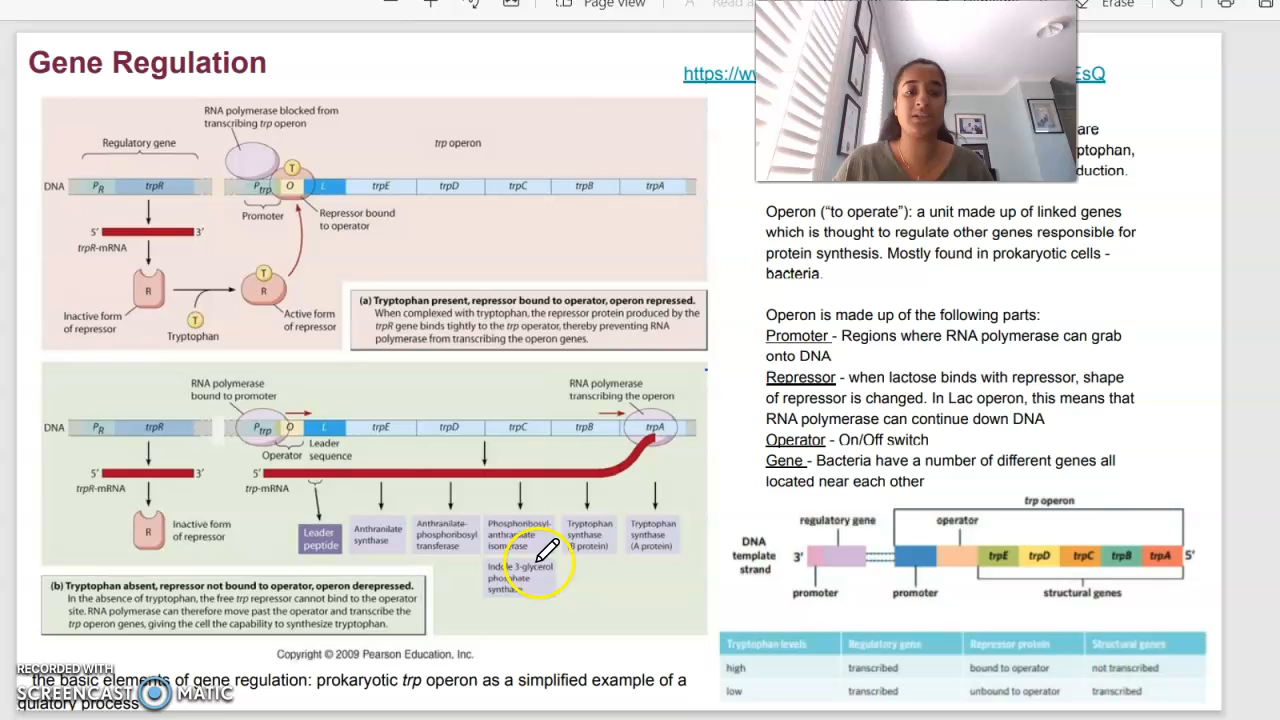 Page view
Read a
Erase
Gene Regulation
https://w
EsQ
RNA polymerase blocked from
transcribing trp operon
Regulatory gene
trp operon
T
DNA
PR
trpR
Ptrp
O
L
trpE
trpD
trpC
trpB
trpA
Promoter
Repressor bound
to operator
5'
3'
trpR-mRNA
T
R
R
Inactive form
of repressor
T
Tryptophan
Active form
of repressor
(a) Tryptophan present, repressor bound to operator, operon repressed.
When complexed with tryptophan, the repressor protein produced by the
trpR gene binds tightly to the trp operator, thereby preventing RNA
polymerase from transcribing the operon genes.
RNA polymerase
bound to promoter
RNA polymerase
transcribing the operon
DNA
PR
trpR
Ptrp
O
L
trpE
trpD
trpC
trpB
trpA
Operator
Leader
sequence
5'
3'
5'
trpR-mRNA
trp-mRNA
R
Inactive form
of repressor
Leader
peptide
Anthranilate
synthase
Anthranilate-
phosphoribosyl
transferase
Phosphoribosyl-
anthranilate
isomerase
Indole 3-glycerol
phosphate
synthase
Tryptophan
synthase
(B protein)
Tryptophan
synthase
(A protein)
(b) Tryptophan absent, repressor not bound to operator, operon derepressed.
In the absence of tryptophan, the free trp repressor cannot bind to the operator
site. RNA polymerase can therefore move past the operator and transcribe the
trp operon genes, giving the cell the capability to synthesize tryptophan.
Copyright © 2009 Pearson Education, Inc.
RECORDED WITH
SCREENCAST MATIC
the basic elements of gene regulation: prokaryotic trp operon as a simplified example of a
gulatory process
are
ptophan,
duction.
Operon (“to operate”): a unit made up of linked genes
which is thought to regulate other genes responsible for
protein synthesis. Mostly found in prokaryotic cells -
bacteria.
Operon is made up of the following parts:
Promoter - Regions where RNA polymerase can grab
onto DNA
Repressor - when lactose binds with repressor, shape
of repressor is changed. In Lac operon, this means that
RNA polymerase can continue down DNA
Operator - On/Off switch
Gene - Bacteria have a number of different genes all
located near each other
trp operon
regulatory gene
operator
DNA
template
strand
3'
trpE
trpD
trpC
trpB
trpA
5'
promoter
promoter
structural genes
Tryptophan levels Regulatory gene Repressor protein Structural genes
high transcribed bound to operator not transcribed
low transcribed unbound to operator transcribed